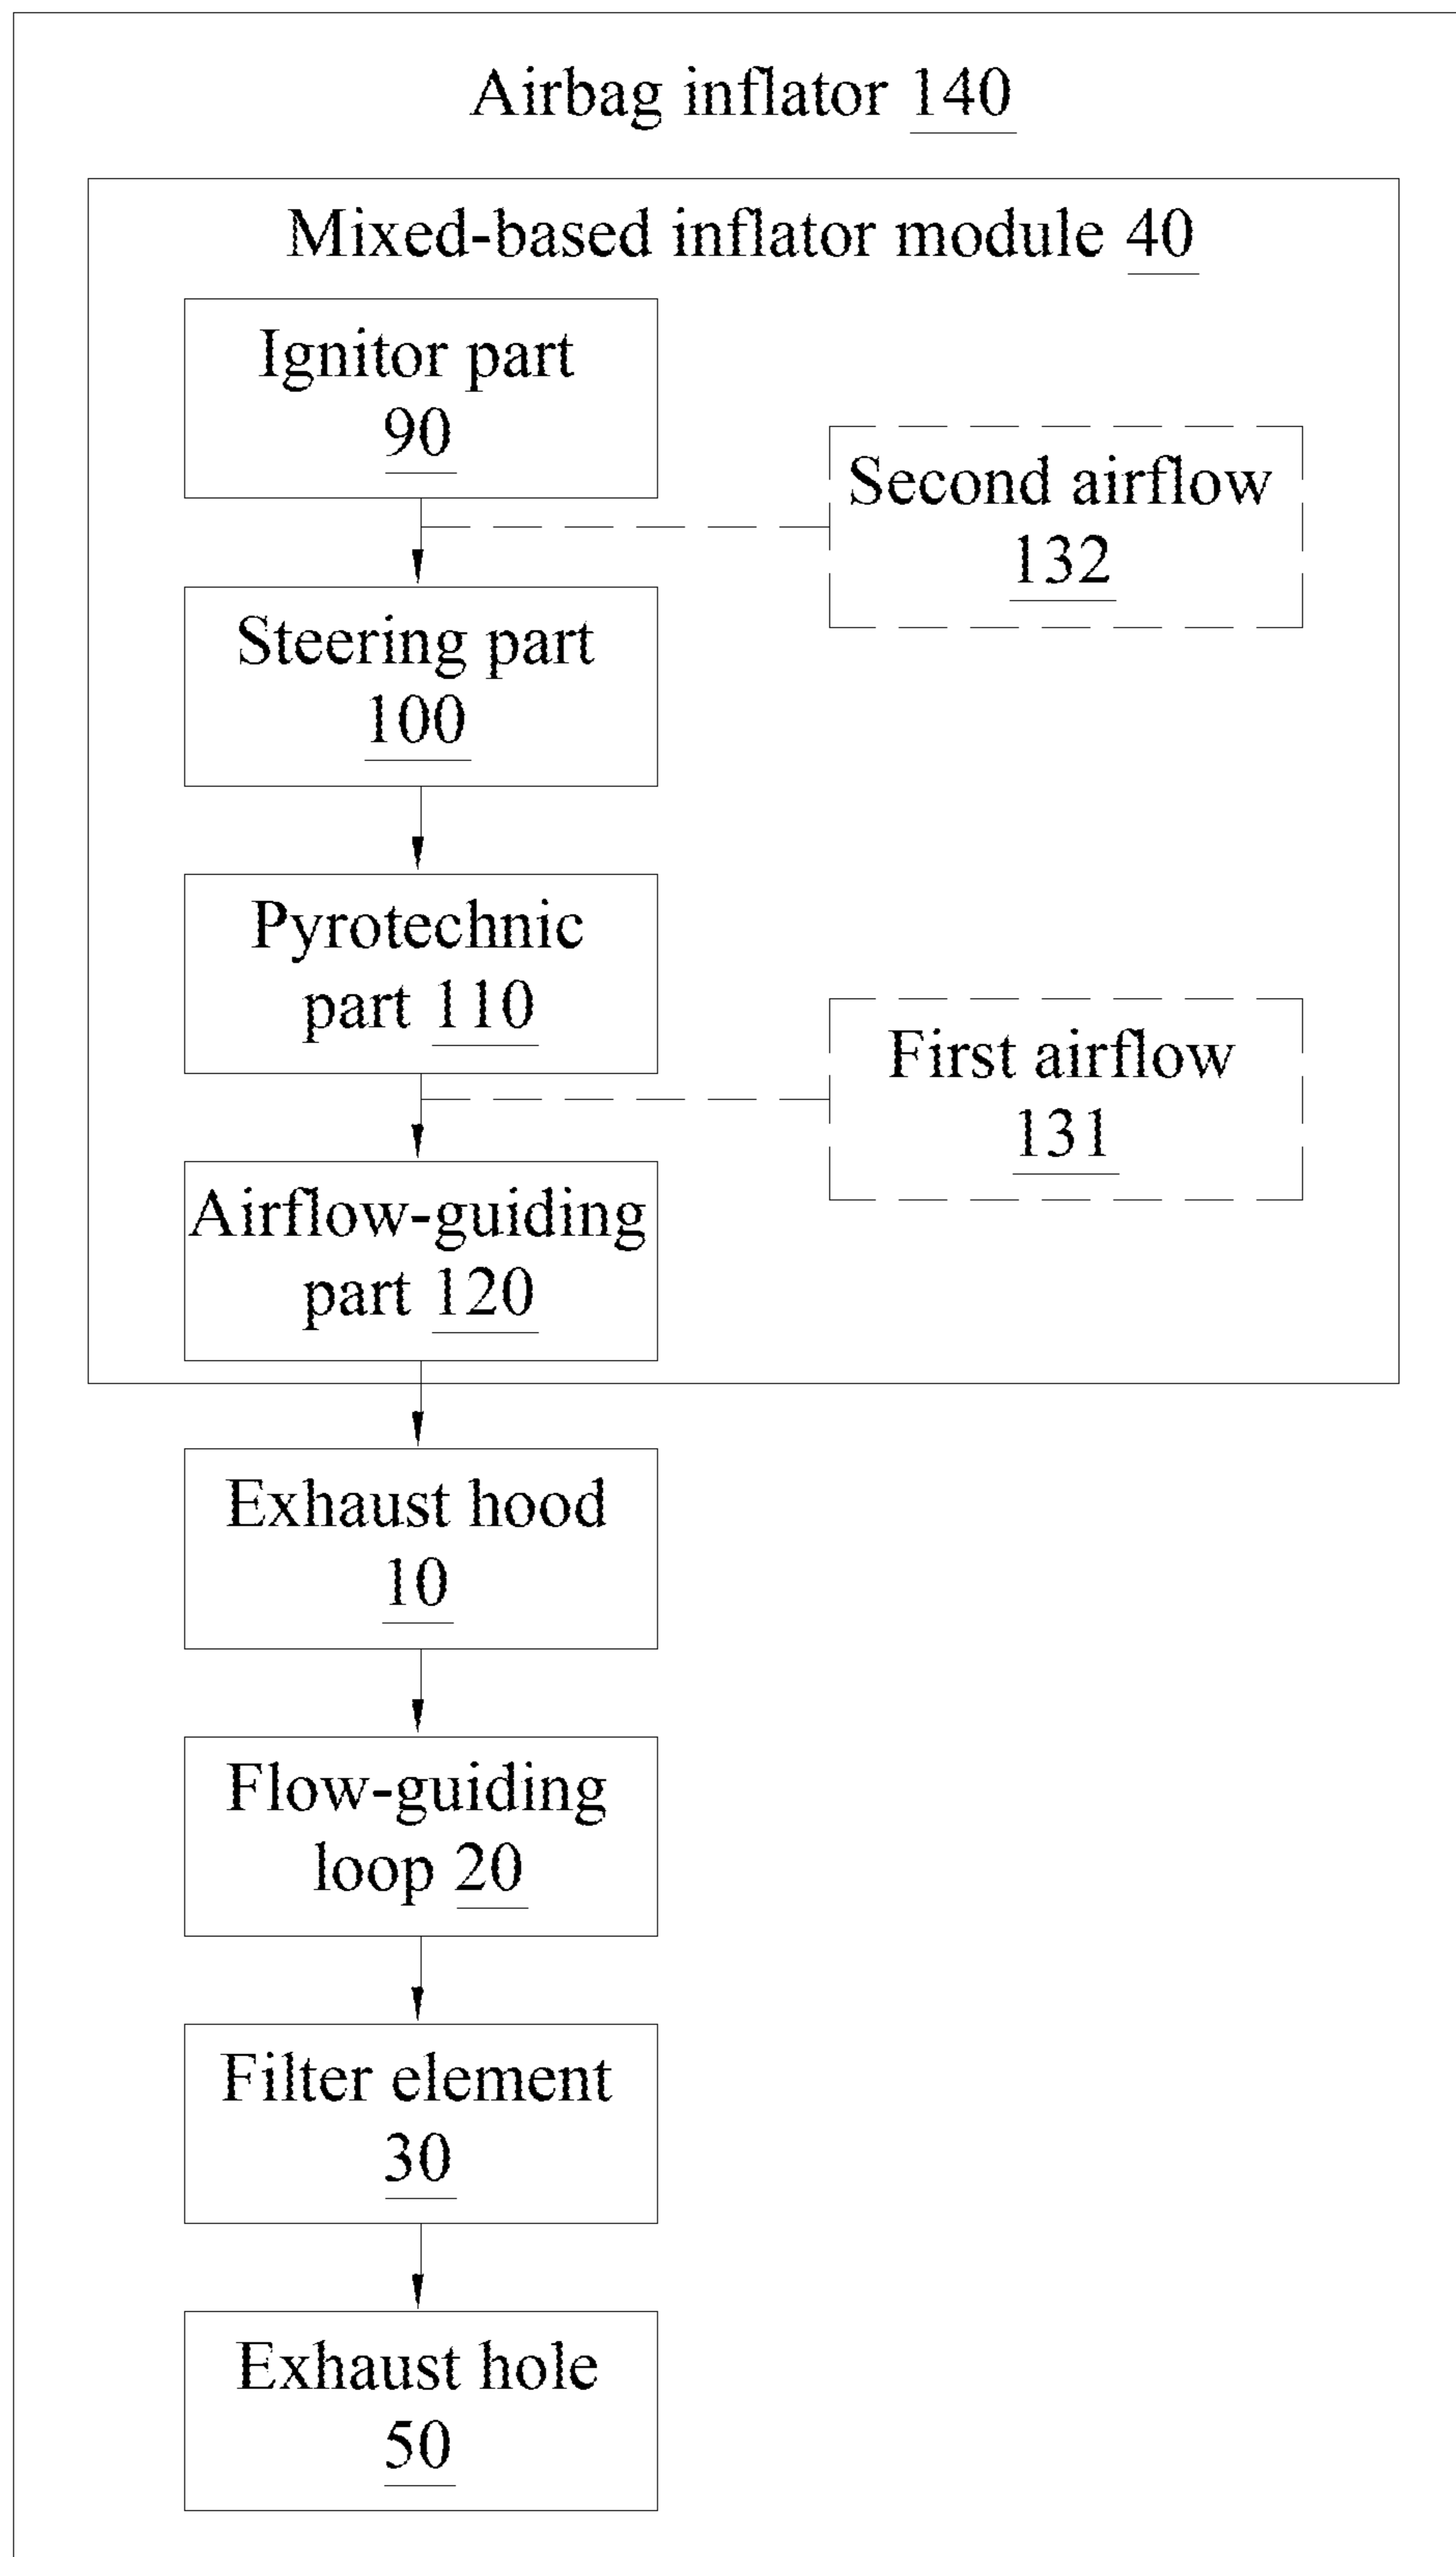 Airbag inflator 140
Mixed-based inflator module 40
Ignitor part
90
Second airflow
132
Steering part
100
Pyrotechnic
part 110
First airflow
131
Airflow-guiding
part 120
Exhaust hood
10
Flow-guiding
loop 20
Filter element
30
Exhaust hole
50